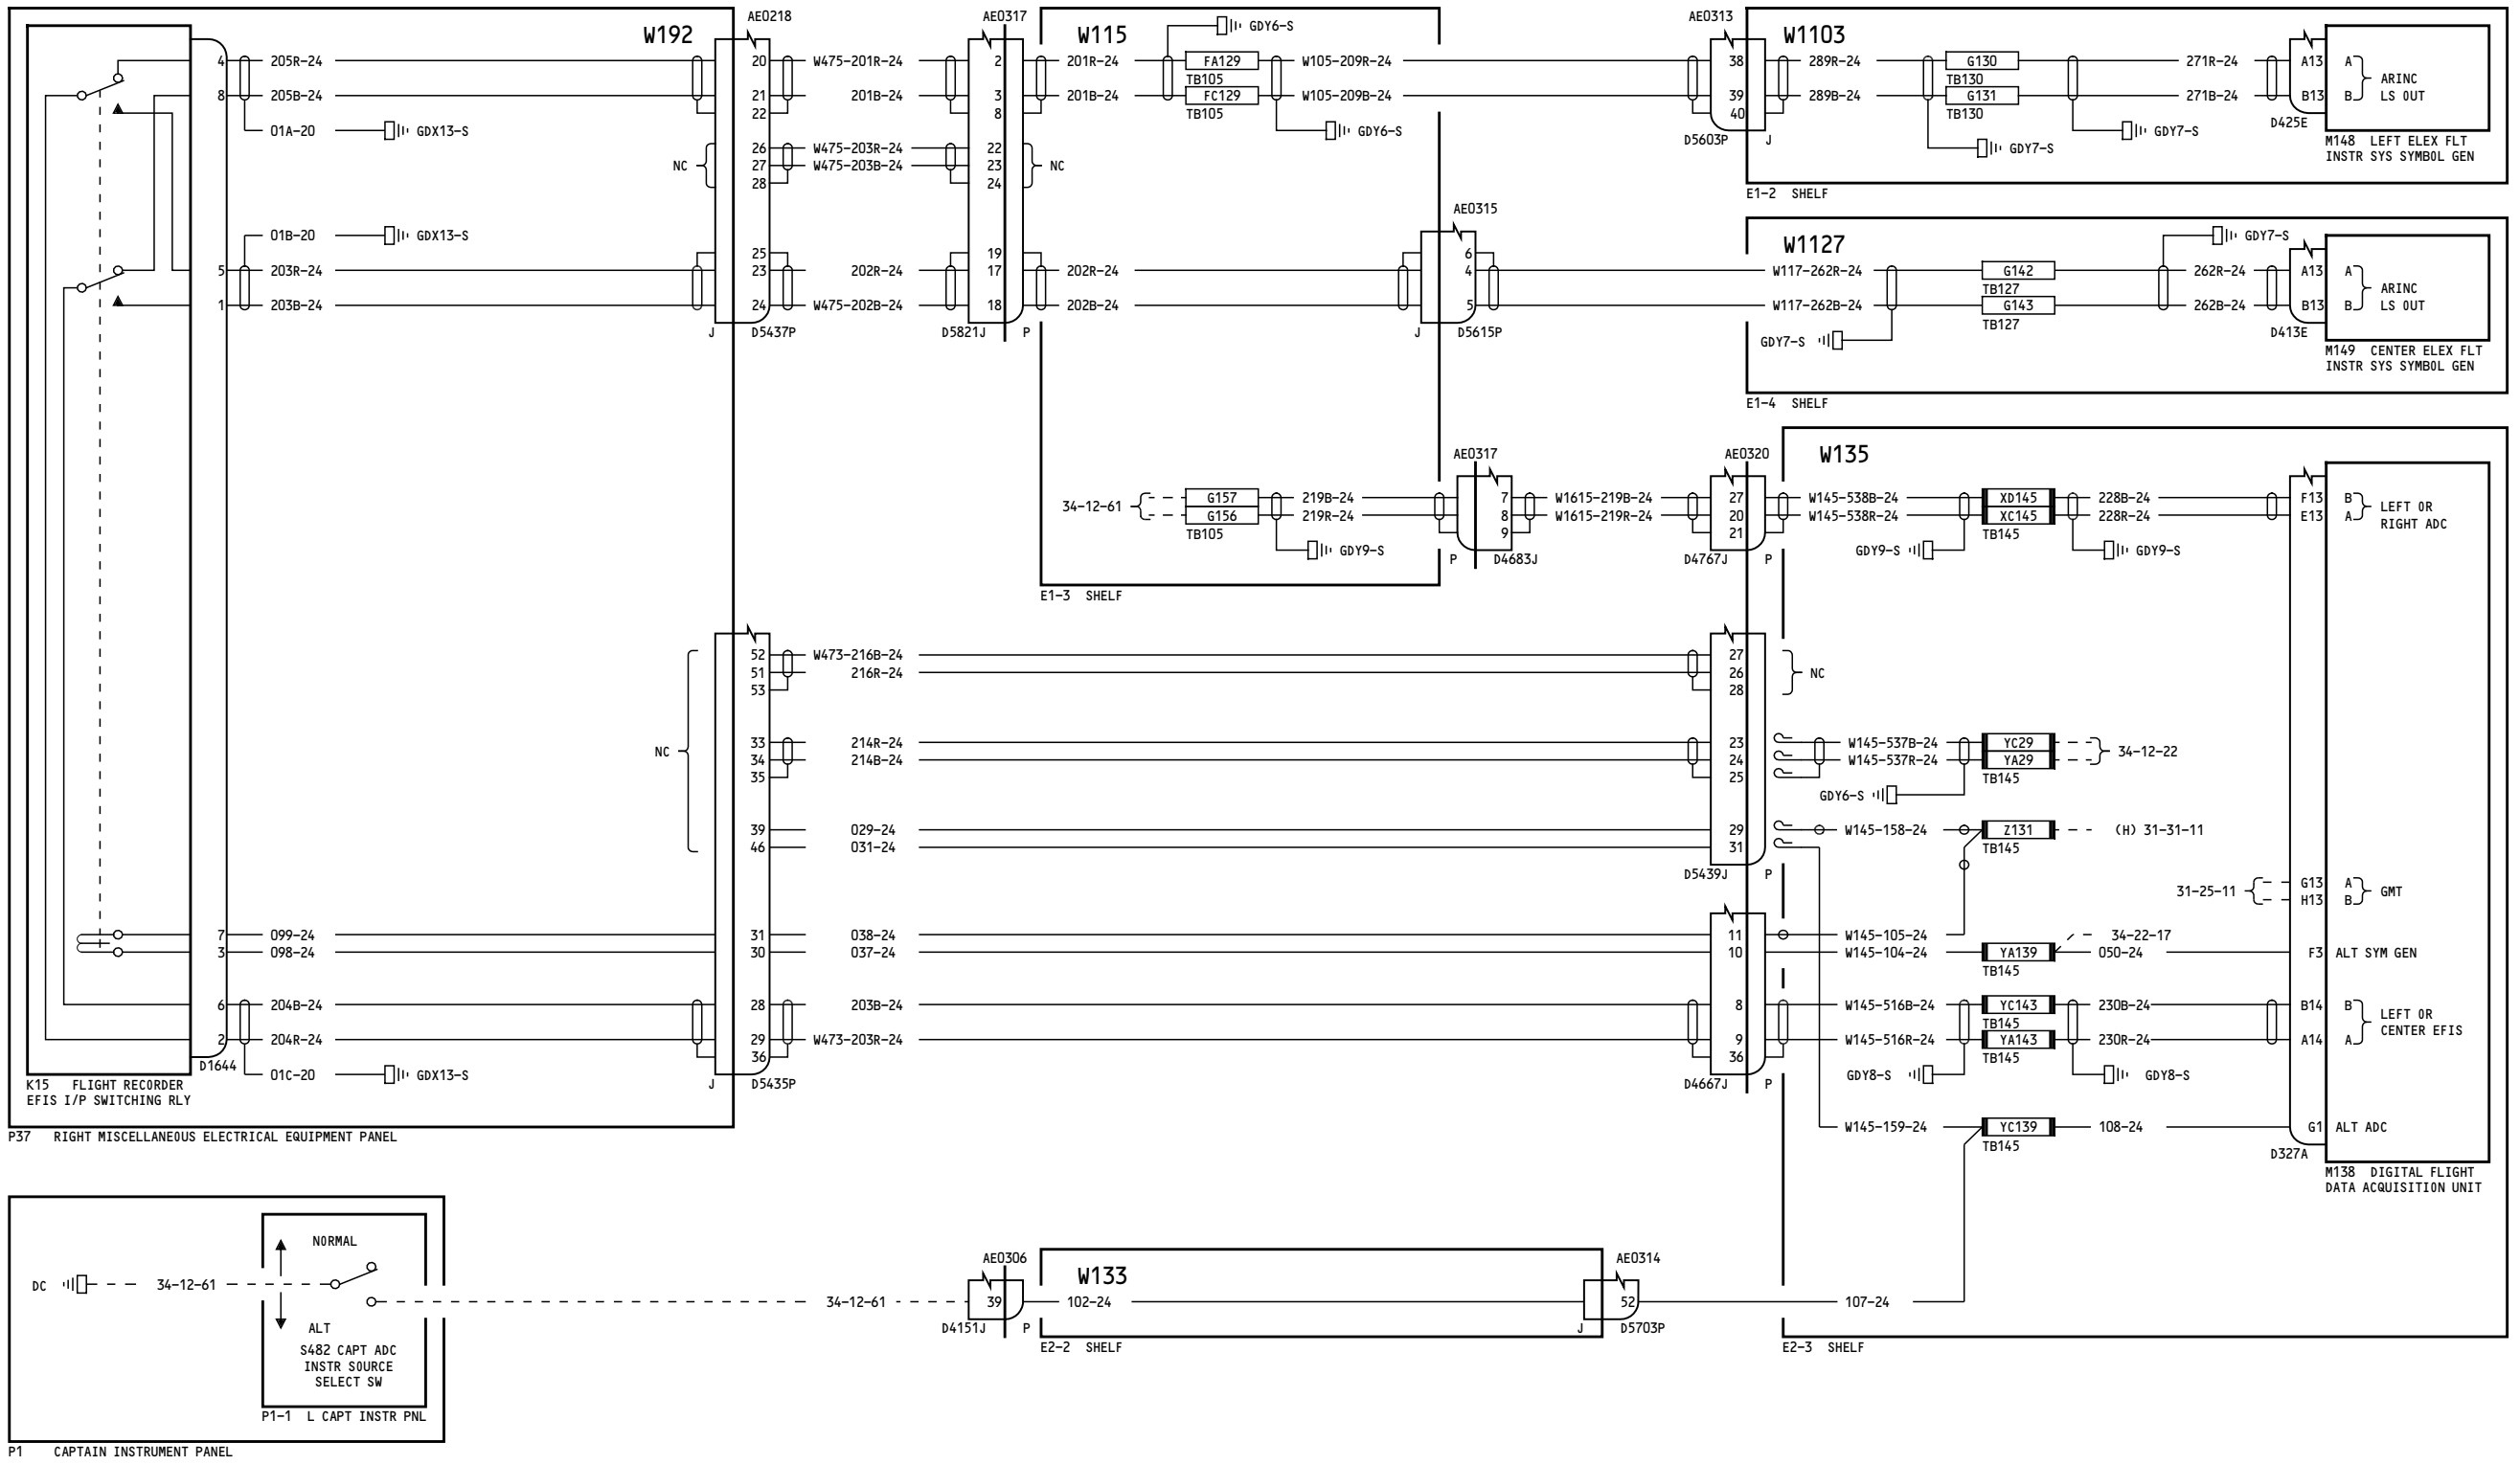 W192
AE0218
AE0317
W115
GDY6-S
AE0313
W1103
4
205R-24
20
W475-201R-24
2
201R-24
FA129
TB105
W105-209R-24
38
289R-24
G130
TB130
271R-24
A13
A
ARINC
LS OUT
8
205B-24
21
201B-24
3
201B-24
FC129
TB105
W105-209B-24
39
289B-24
G131
TB130
271B-24
B13
B
22
8
40
01A-20
GDX13-S
GDY6-S
D5603P
J
GDY7-S
GDY7-S
D425E
M148 LEFT ELEX FLT
INSTR SYS SYMBOL GEN
E1-2 SHELF
NC
26
W475-203R-24
22
27
W475-203B-24
23
NC
28
24
01B-20
GDX13-S
AE0315
W1127
GDY7-S
25
19
6
5
203R-24
23
202R-24
17
202R-24
4
W117-262R-24
G142
TB127
262R-24
A13
A
ARINC
LS OUT
1
203B-24
24
W475-202B-24
18
202B-24
5
W117-262B-24
G143
TB127
262B-24
B13
B
J
D5437P
D5821J
P
J
D5615P
GDY7-S
D413E
M149 CENTER ELEX FLT
INSTR SYS SYMBOL GEN
E1-4 SHELF
AE0317
AE0320
W135
34-12-61
G157
219B-24
7
W1615-219B-24
27
W145-538B-24
XD145
228B-24
F13
B
LEFT OR
RIGHT ADC
G156
TB105
219R-24
8
W1615-219R-24
20
W145-538R-24
XC145
TB145
228R-24
E13
A
9
21
GDY9-S
P
D4683J
D4767J
P
GDY9-S
GDY9-S
E1-3 SHELF
NC
52
W473-216B-24
27
51
216R-24
26
NC
53
28
33
214R-24
23
W145-537B-24
YC29
34-12-22
34
214B-24
24
W145-537R-24
YA29
TB145
35
25
GDY6-S
39
029-24
29
W145-158-24
Z131
TB145
(H) 31-31-11
46
031-24
31
D5439J
P
31-25-11
G13
A
GMT
H13
B
7
099-24
31
038-24
11
W145-105-24
34-22-17
3
098-24
30
037-24
10
W145-104-24
YA139
TB145
050-24
F3
ALT SYM GEN
6
204B-24
28
203B-24
8
W145-516B-24
YC143
TB145
230B-24
B14
B
LEFT OR
CENTER EFIS
2
204R-24
29
W473-203R-24
9
W145-516R-24
YA143
TB145
230R-24
A14
A
36
36
D1644
01C-20
GDX13-S
J
D5435P
D4667J
P
GDY8-S
GDY8-S
K15 FLIGHT RECORDER
EFIS I/P SWITCHING RLY
P37 RIGHT MISCELLANEOUS ELECTRICAL EQUIPMENT PANEL
W145-159-24
YC139
TB145
108-24
G1
ALT ADC
D327A
M138 DIGITAL FLIGHT
DATA ACQUISITION UNIT
NORMAL
DC
34-12-61
ALT
S482 CAPT ADC
INSTR SOURCE
SELECT SW
P1-1 L CAPT INSTR PNL
P1 CAPTAIN INSTRUMENT PANEL
34-12-61
AE0306
39
D4151J
P
W133
102-24
E2-2 SHELF
AE0314
52
J
D5703P
107-24
E2-3 SHELF